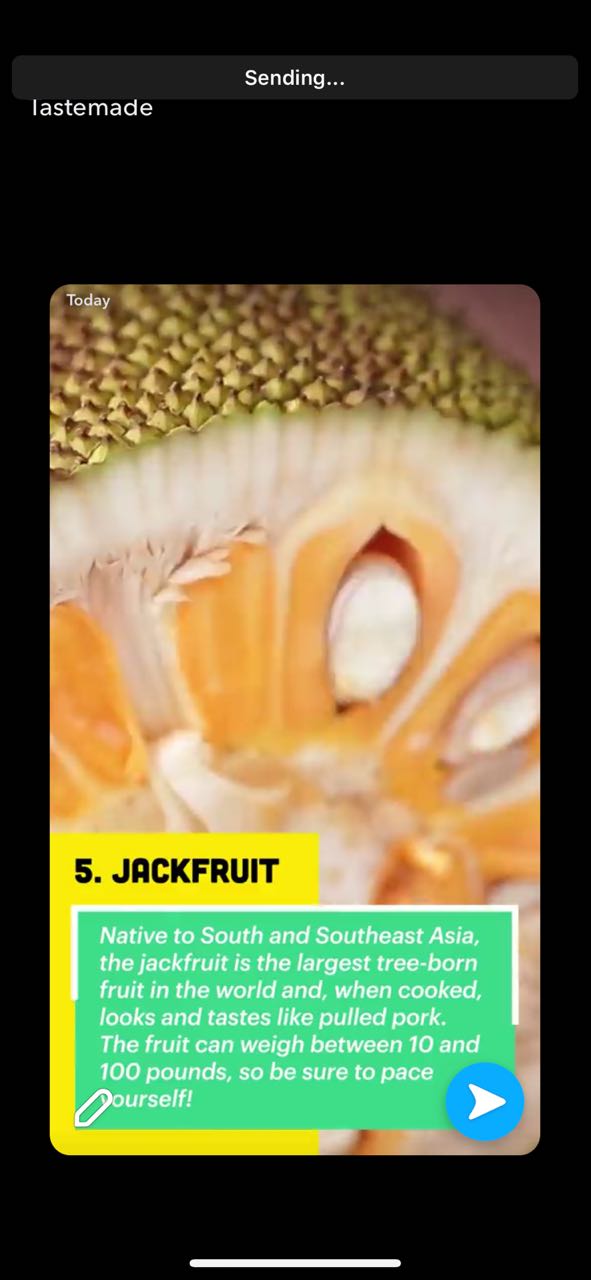 Sending...
Tastemade
Today
5. JACKFRUIT
Native to South and Southeast Asia,
the jackfruit is the largest tree-born
fruit in the world and, when cooked,
looks and tastes like pulled pork.
The fruit can weigh between 10 and
100 pounds, so be sure to pace
yourself!